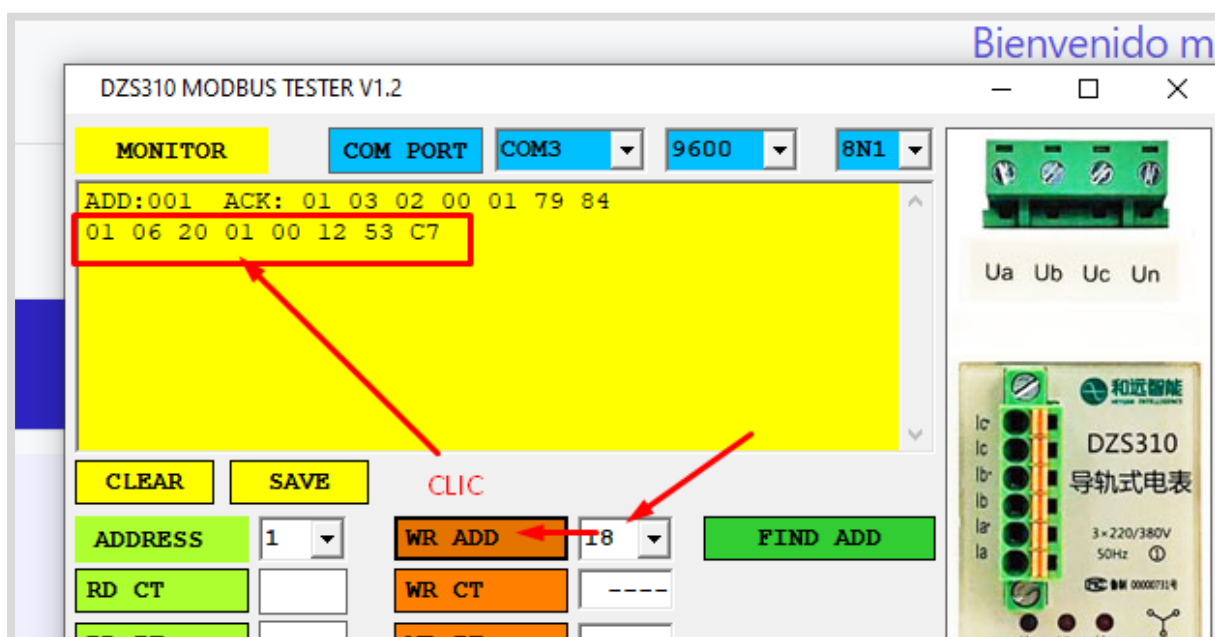 Bienvenido m
DZS310 MODBUS TESTER V1.2
MONITOR
COM PORT
COM3
9600
8N1
ADD:001 ACK: 01 03 02 00 01 79 84
01 06 20 01 00 12 53 C7
Ua Ub Uc Un
CLEAR
SAVE
CLIC
ADDRESS
1
WR ADD
18
FIND ADD
RD CT
WR CT
----
和远智能
HEYUAN INTELLIGENCE
DZS310
导轨式电表
3×220/380V
50Hz ①
Ic
Ib
Ib
Ia